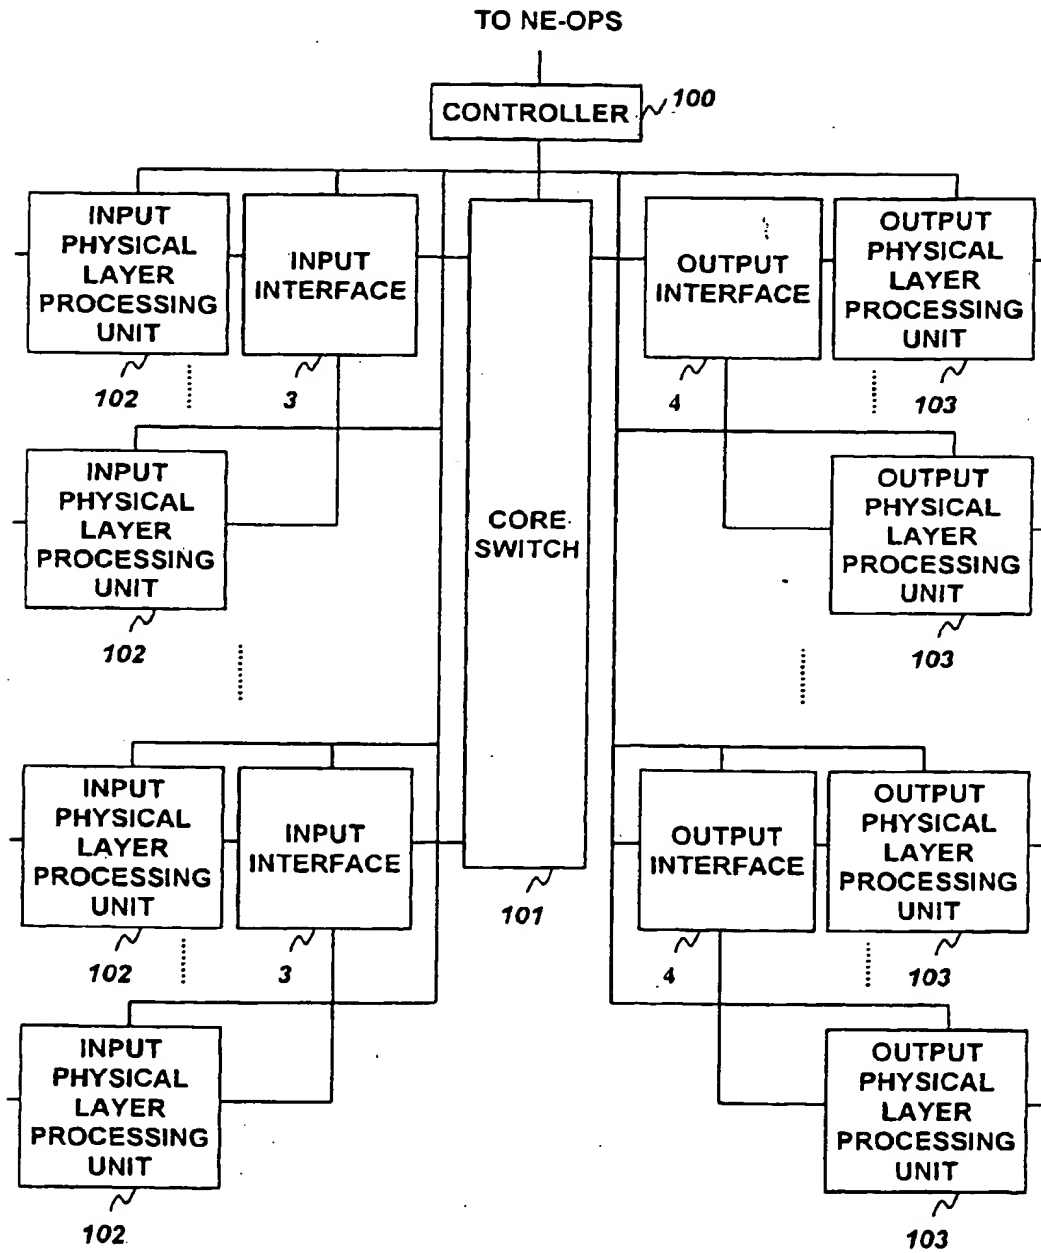 TO NE-OPS
CONTROLLER
100
INPUT
PHYSICAL
LAYER
PROCESSING
UNIT
102
INPUT
INTERFACE
3
OUTPUT
INTERFACE
4
OUTPUT
PHYSICAL
LAYER
PROCESSING
UNIT
103
INPUT
PHYSICAL
LAYER
PROCESSING
UNIT
102
CORE
SWITCH
101
OUTPUT
PHYSICAL
LAYER
PROCESSING
UNIT
103
INPUT
PHYSICAL
LAYER
PROCESSING
UNIT
102
INPUT
INTERFACE
3
OUTPUT
INTERFACE
4
OUTPUT
PHYSICAL
LAYER
PROCESSING
UNIT
103
INPUT
PHYSICAL
LAYER
PROCESSING
UNIT
102
OUTPUT
PHYSICAL
LAYER
PROCESSING
UNIT
103